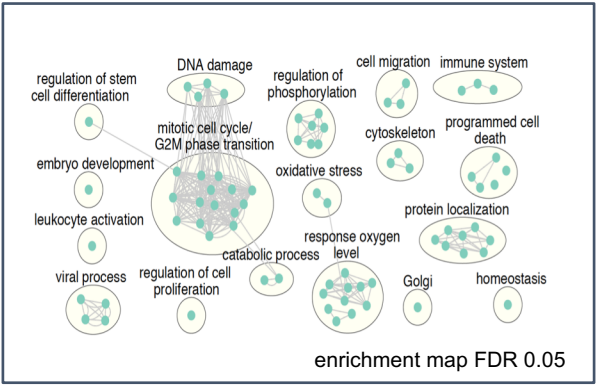 DNA damage
regulation of stem
cell differentiation
regulation of
phosphorylation
cell migration
immune system
mitotic cell cycle/
G2M phase transition
cytoskeleton
programmed cell
death
embryo development
oxidative stress
leukocyte activation
protein localization
response oxygen
level
catabolic process
viral process
regulation of cell
proliferation
Golgi
homeostasis
enrichment map FDR 0.05